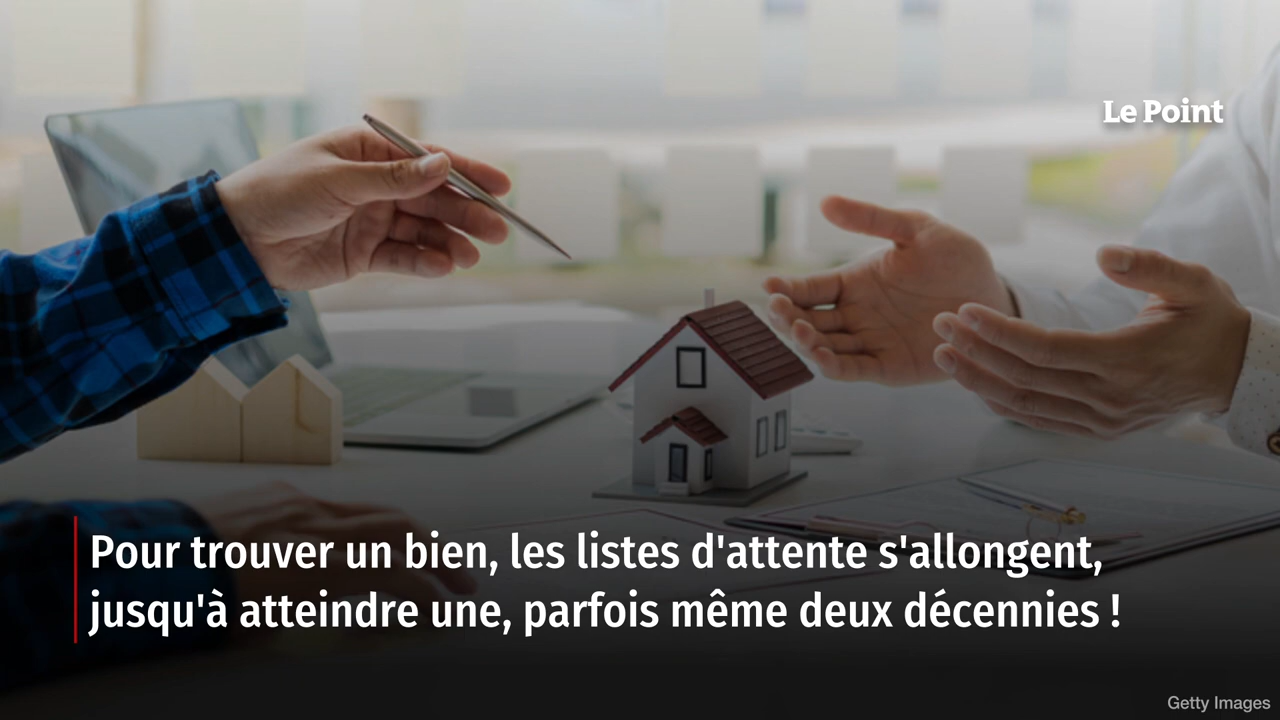 Le Point
Pour trouver un bien, les listes d'attente s'allongent,
jusqu'à atteindre une, parfois même deux décennies !
Getty Images